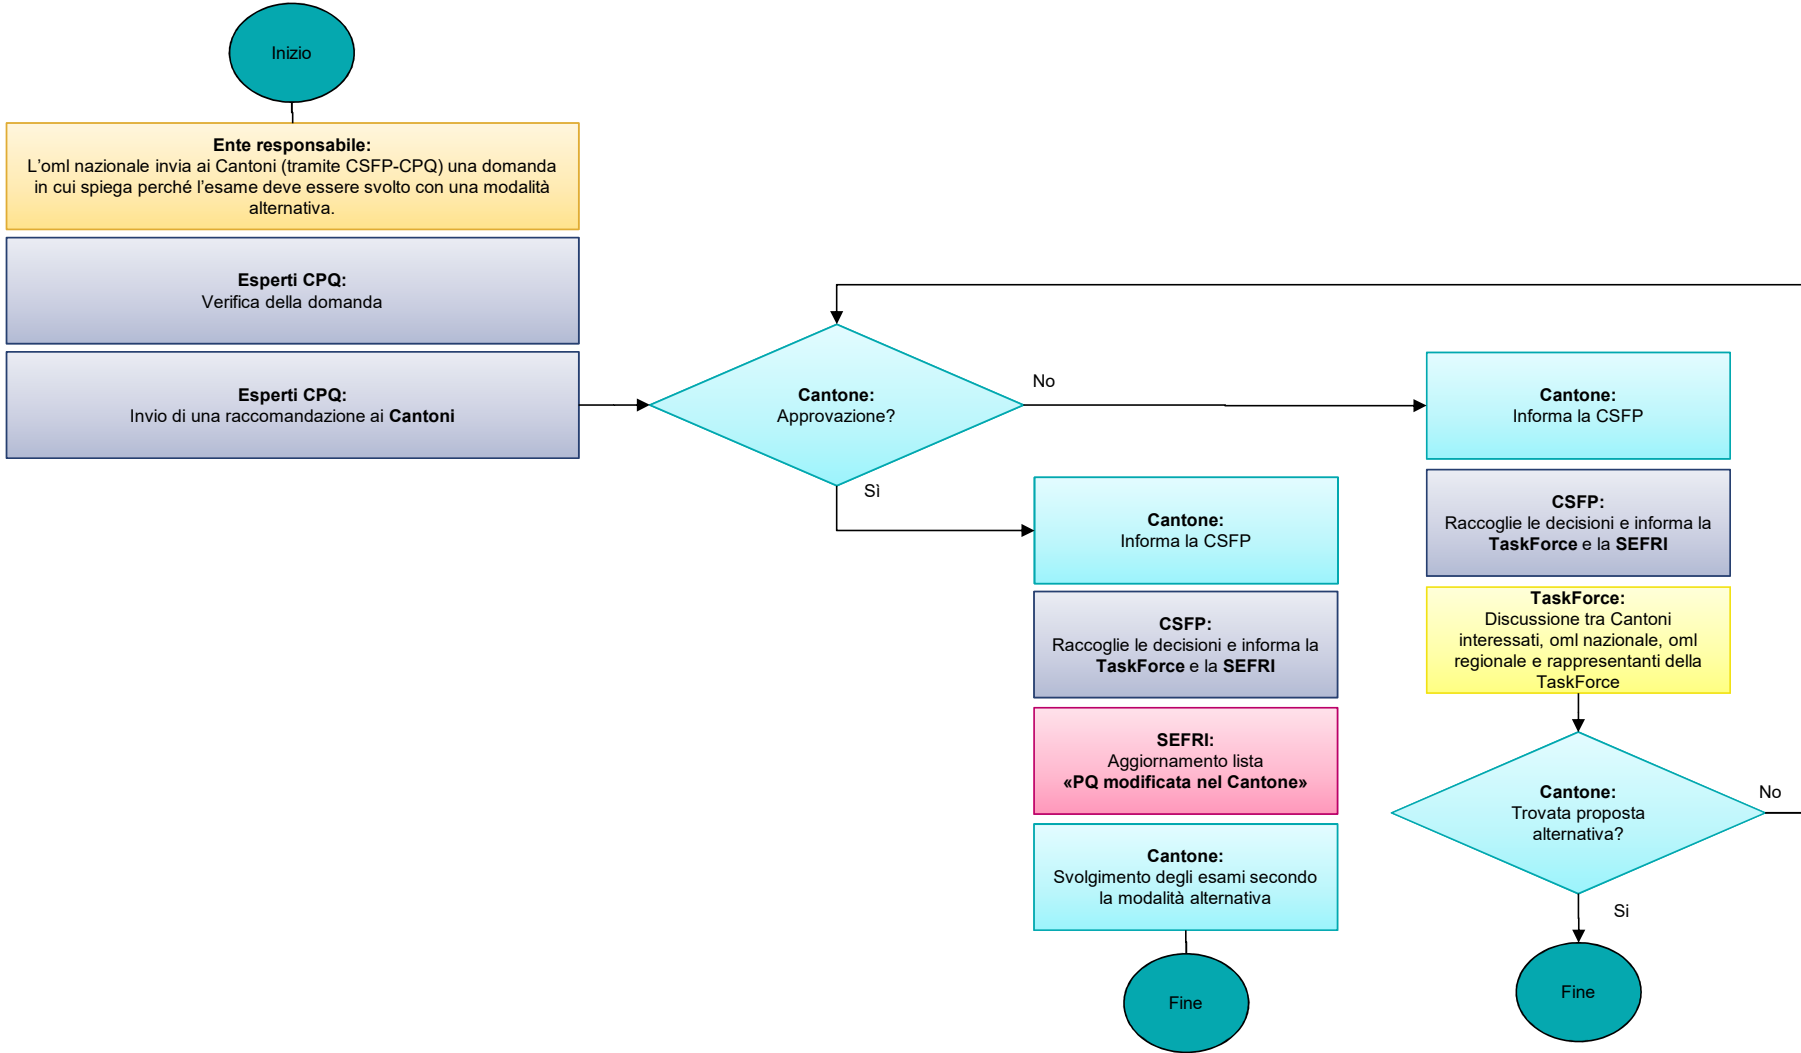 Inizio
Ente responsabile:
L'oml nazionale invia ai Cantoni (tramite CSFP-CPQ) una domanda
in cui spiega perché l'esame deve essere svolto con una modalità
alternativa.
Esperti CPQ:
Verifica della domanda
Esperti CPQ:
Invio di una raccomandazione ai Cantoni
Cantone:
Approvazione?
No
Sì
Cantone:
Informa la CSFP
CSFP:
Raccoglie le decisioni e informa la
TaskForce e la SEFRI
SEFRI:
Aggiornamento lista
«PQ modificata nel Cantone»
Cantone:
Svolgimento degli esami secondo
la modalità alternativa
Fine
Cantone:
Informa la CSFP
CSFP:
Raccoglie le decisioni e informa la
TaskForce e la SEFRI
TaskForce:
Discussione tra Cantoni
interessati, oml nazionale, oml
regionale e rappresentanti della
TaskForce
Cantone:
Trovata proposta
alternativa?
No
Si
Fine